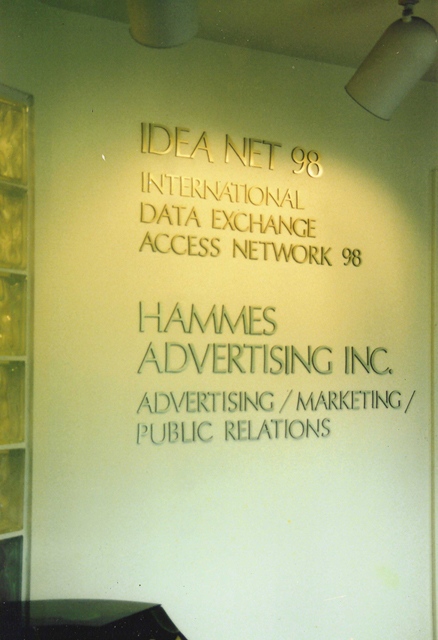 IDEA NET 98
INTERNATIONAL
DATA EXCHANGE
ACCESS NETWORK 98
HAMMES
ADVERTISING INC.
ADVERTISING / MARKETING /
PUBLIC RELATIONS